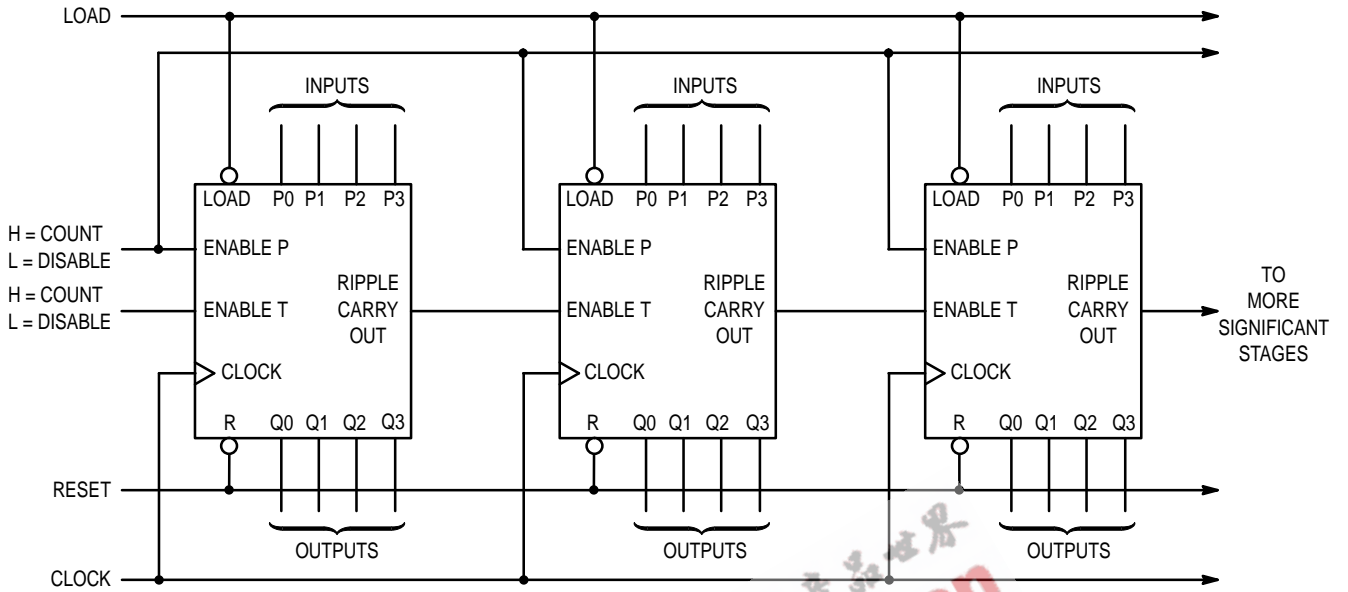 LOAD
INPUTS
INPUTS
INPUTS
LOAD P0 P1 P2 P3
LOAD P0 P1 P2 P3
LOAD P0 P1 P2 P3
H = COUNT
L = DISABLE
ENABLE P
ENABLE P
ENABLE P
H = COUNT
L = DISABLE
ENABLE T
ENABLE T
ENABLE T
RIPPLE
CARRY
OUT
RIPPLE
CARRY
OUT
RIPPLE
CARRY
OUT
TO
MORE
SIGNIFICANT
STAGES
CLOCK
CLOCK
CLOCK
R Q0 Q1 Q2 Q3
R Q0 Q1 Q2 Q3
R Q0 Q1 Q2 Q3
RESET
OUTPUTS
OUTPUTS
OUTPUTS
CLOCK